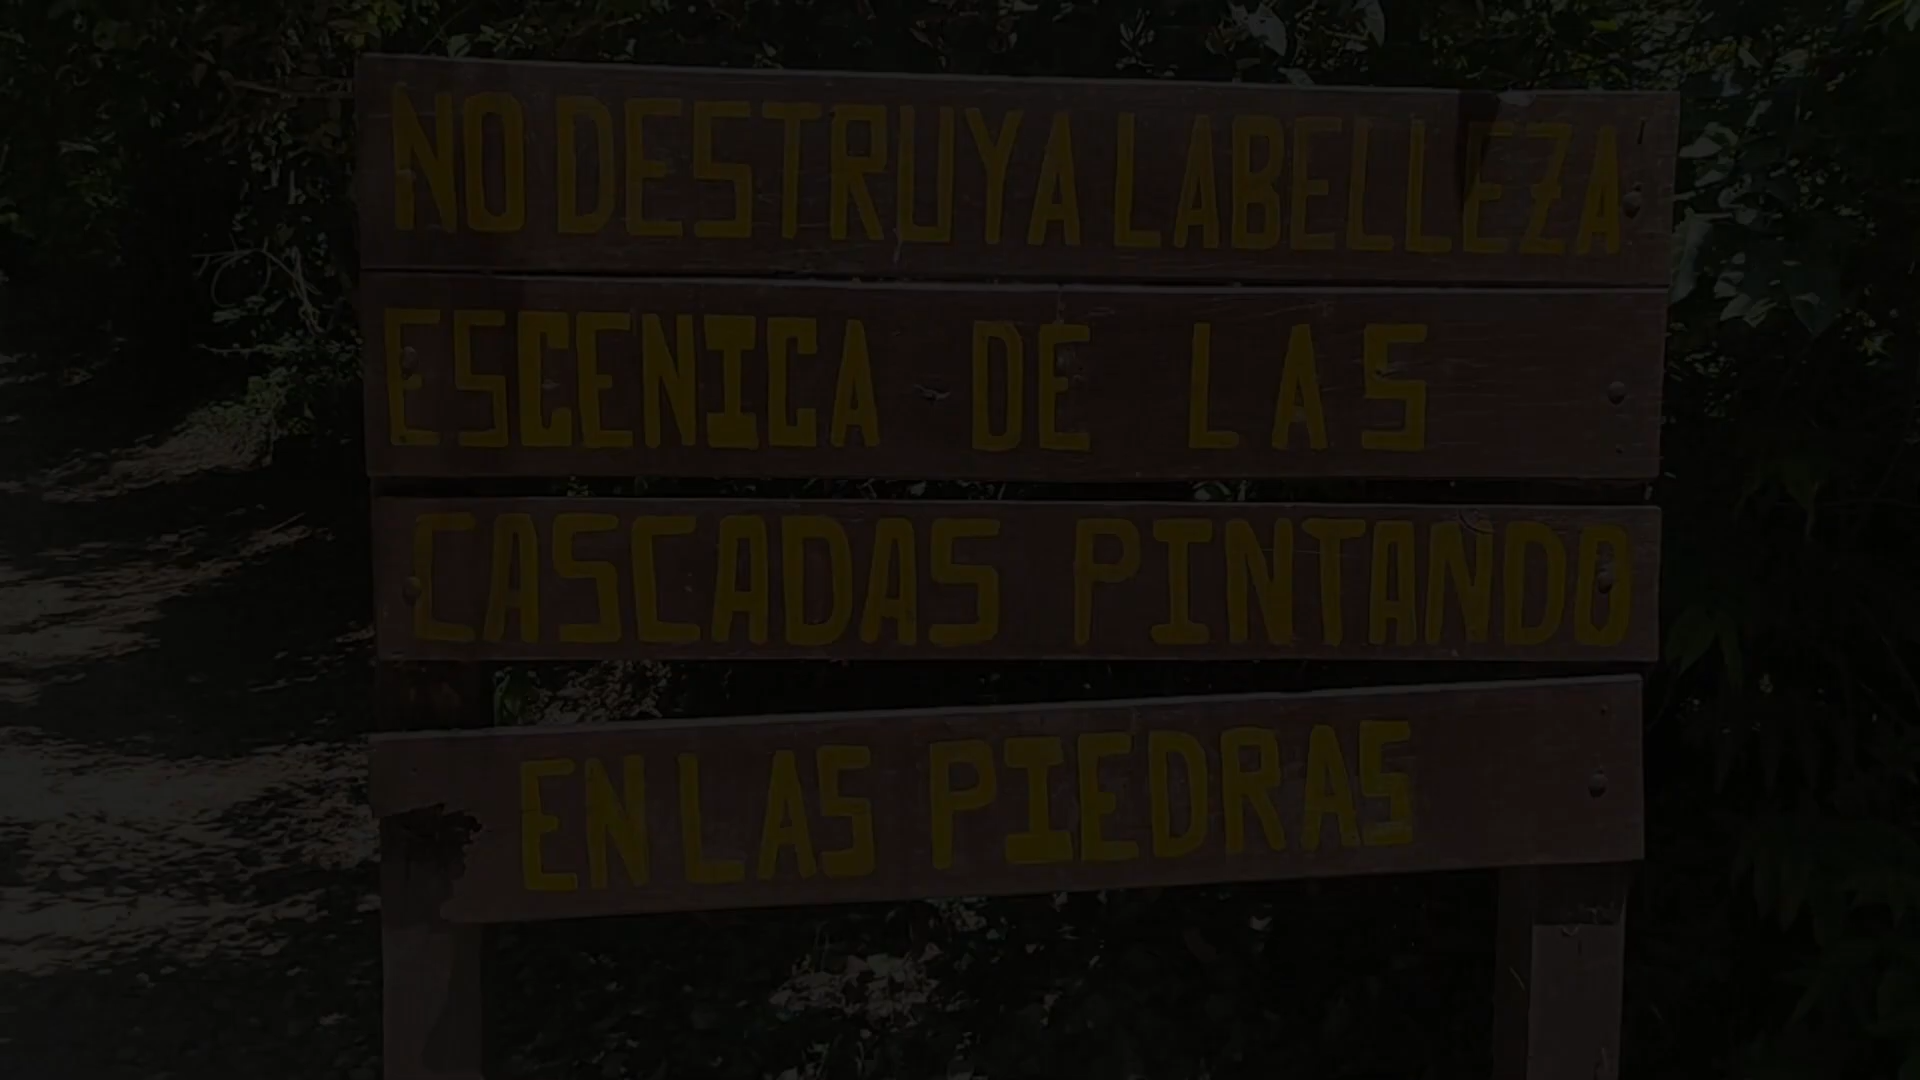 NO DESTRUYA LA BELLEZA
ESCENICA DE LAS
CASCADAS PINTANDO
EN LAS PIEDRAS